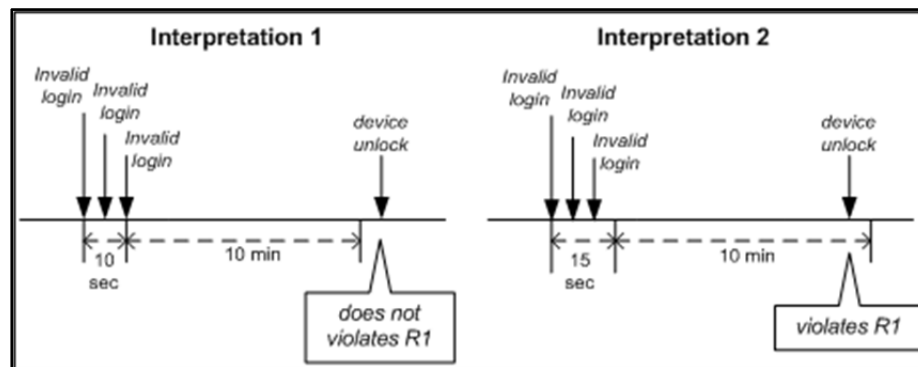 Interpretation 1
Invalid
login
Invalid
login
Invalid
login
device
unlock
10
sec
10 min
does not
violates R1
Interpretation 2
Invalid
login
Invalid
login
Invalid
login
device
unlock
15
sec
10 min
violates R1